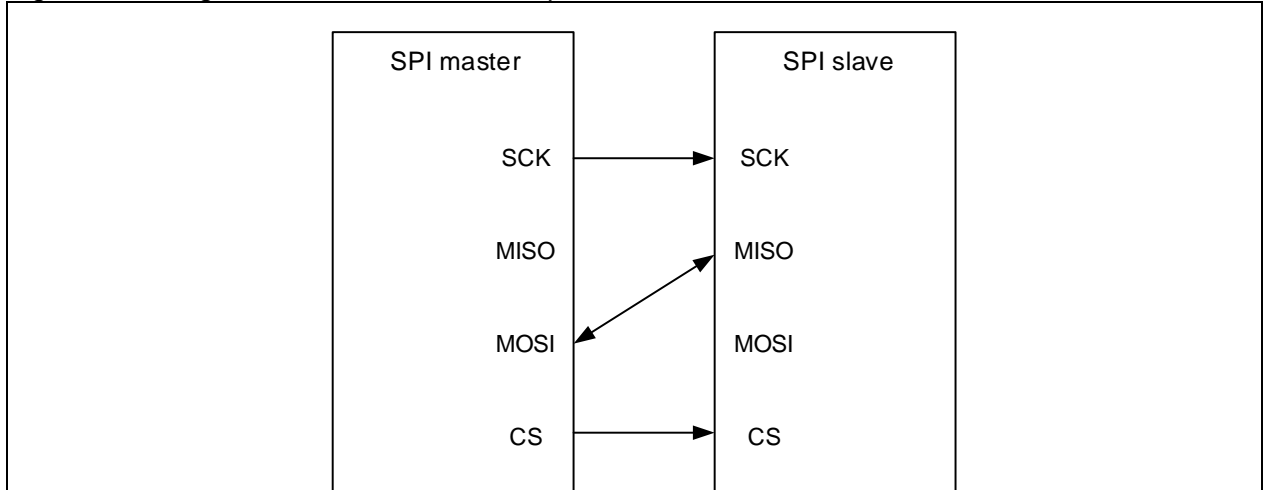 SPI master SPI slave
SCK SCK
MISO MISO
MOSI MOSI
CS CS